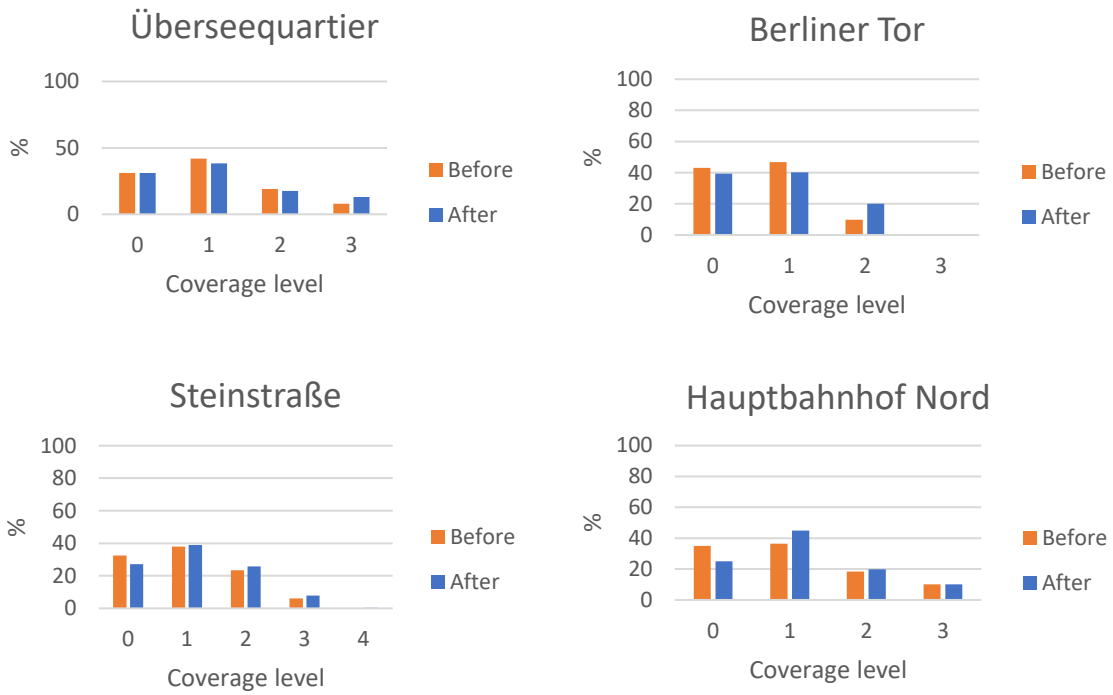 Überseequartier
100
50
0
%
0 1 2 3
Coverage level
Before
After
Berliner Tor
100
80
60
40
20
0
%
0 1 2 3
Coverage level
Before
After
Steinstraße
100
80
60
40
20
0
%
0 1 2 3 4
Coverage level
Before
After
Hauptbahnhof Nord
100
80
60
40
20
0
%
0 1 2 3
Coverage level
Before
After